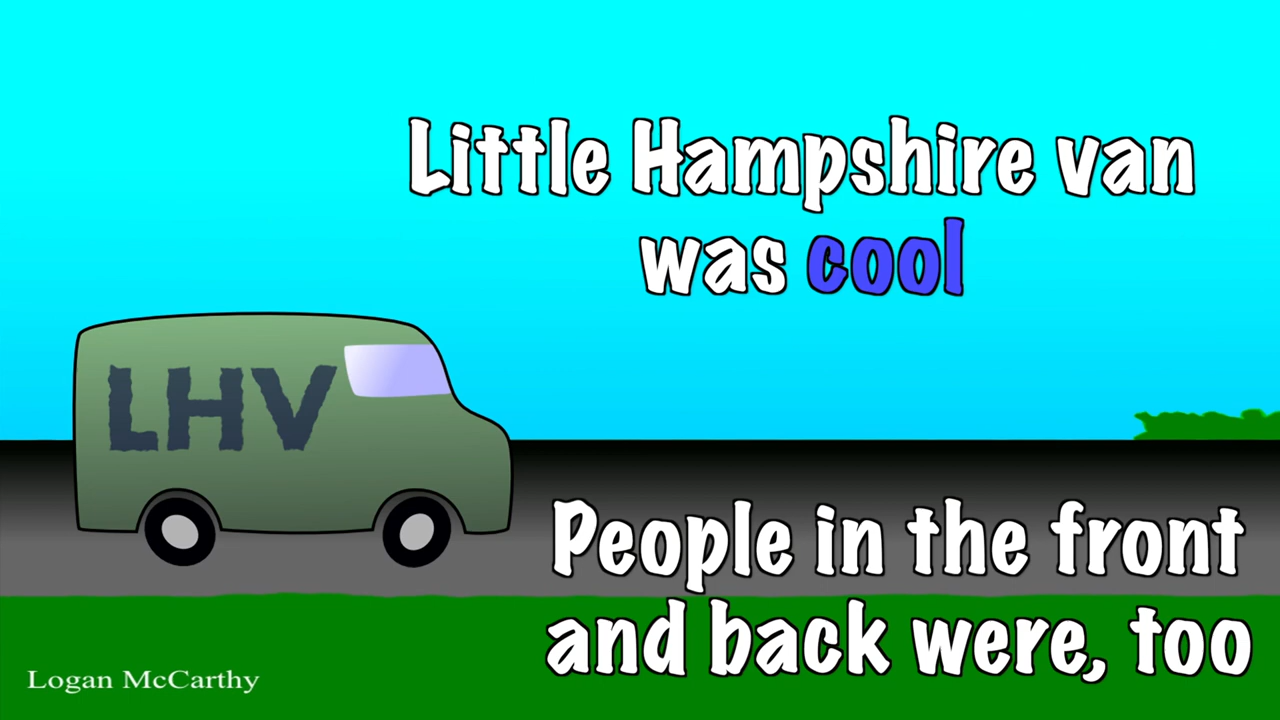 Little Hampshire van
was cool
LHV
People in the front
and back were, too
Logan McCarthy